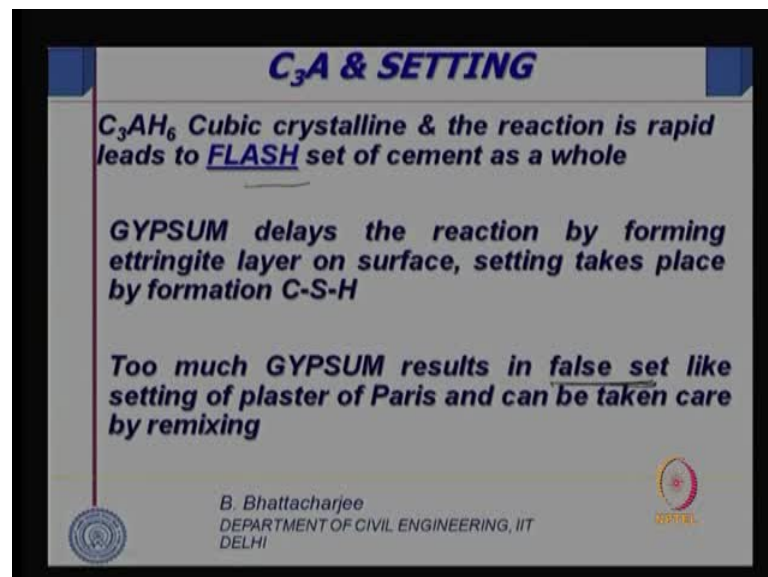 C₃A & SETTING
C₃AH₆ Cubic crystalline & the reaction is rapid
leads to FLASH set of cement as a whole
GYPSUM delays the reaction by forming
ettringite layer on surface, setting takes place
by formation C-S-H
Too much GYPSUM results in false set like
setting of plaster of Paris and can be taken care
by remixing
B. Bhattacharjee
DEPARTMENT OF CIVIL ENGINEERING, IIT
DELHI
NPTEL